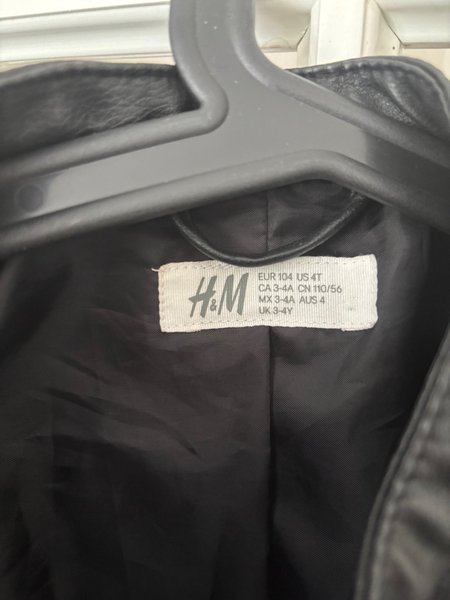 H&M
EUR 104 US 4T
CA 3-4A CN 110/56
MX 3-4A AUS 4
UK 3-4Y